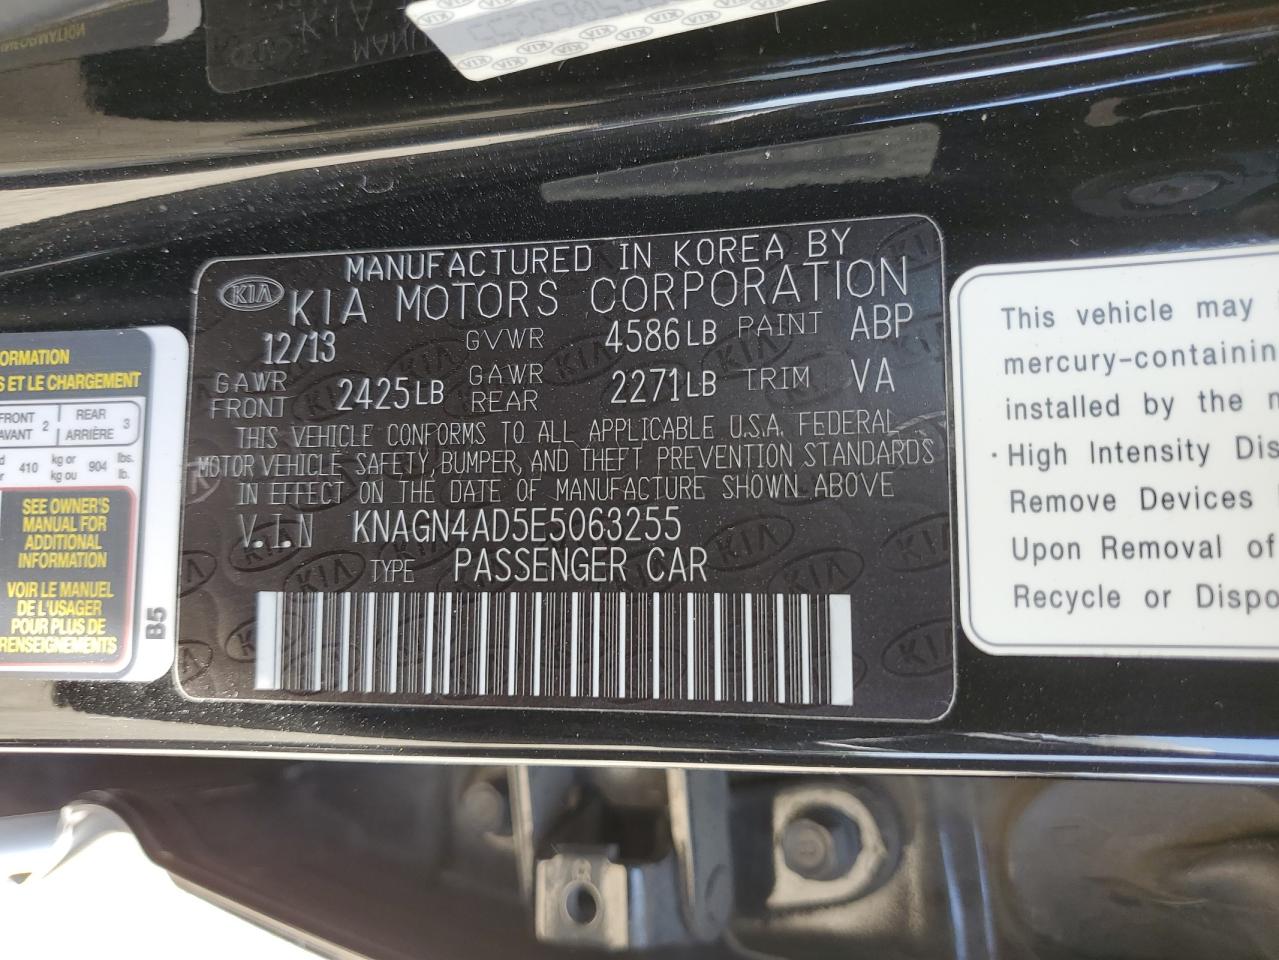 MANUFACTURED IN KOREA BY
KIA KIA MOTORS CORPORATION
12/13 GVWR 4586LB PAINT ABP
GAWR FRONT 2425LB GAWR REAR 2271LB TRIM VA
THIS VEHICLE CONFORMS TO ALL APPLICABLE U.S.A. FEDERAL
MOTOR VEHICLE SAFETY, BUMPER, AND THEFT PREVENTION STANDARDS
IN EFFECT ON THE DATE OF MANUFACTURE SHOWN ABOVE
V.I.N KNAGN4AD5E5063255
TYPE PASSENGER CAR
ET LE CHARGEMENT
FRONT 2 REAR 3
AVANT ARRIÈRE
410 kg or 904 lbs.
kg ou lb.
SEE OWNER'S
MANUAL FOR
ADDITIONAL
INFORMATION
VOIR LE MANUEL
DE L'USAGER
POUR PLUS DE
RENSEIGNEMENTS
B5
This vehicle may
mercury-containin
installed by the
· High Intensity Dis
Remove Devices
Upon Removal of
Recycle or Dispo